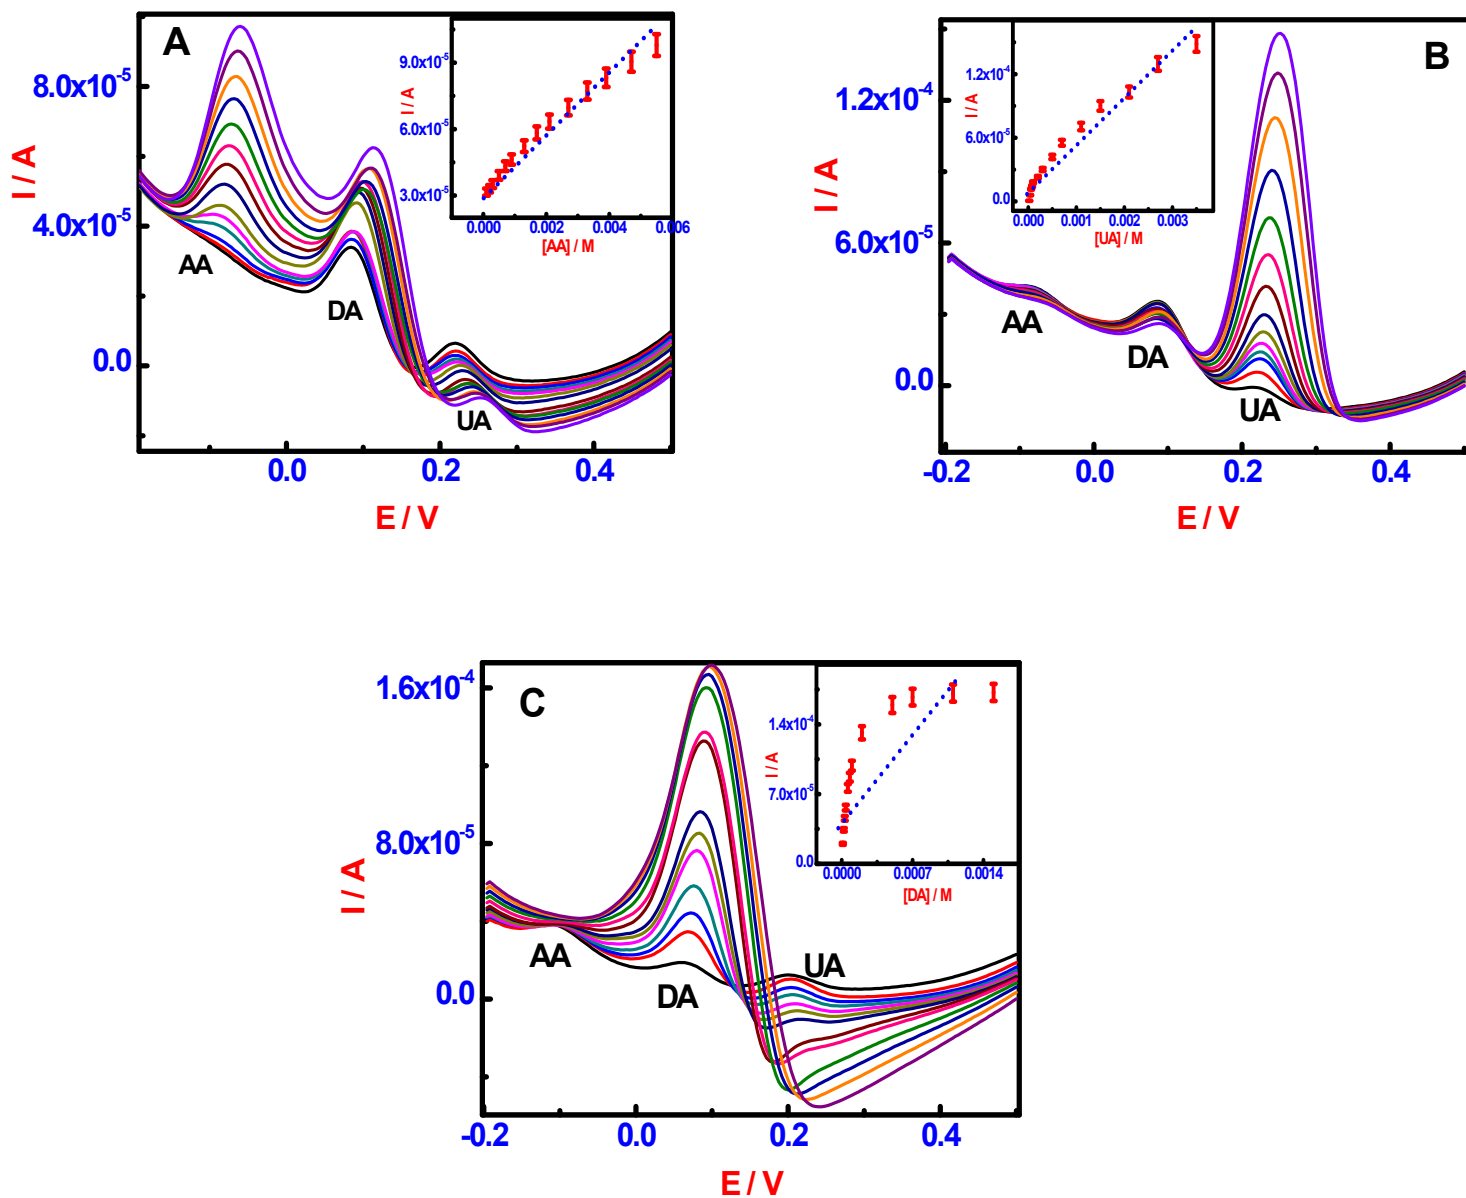 A
I / A
8.0x10⁻⁵
4.0x10⁻⁵
0.0
0.0
0.2
0.4
E / V
AA
DA
UA
I / A
9.0x10⁻⁵
6.0x10⁻⁵
3.0x10⁻⁵
0.000
0.002
0.004
0.006
[AA] / M
B
I / A
1.2x10⁻⁴
6.0x10⁻⁵
0.0
-0.2
0.0
0.2
0.4
E / V
AA
DA
UA
I / A
1.2x10⁻⁴
6.0x10⁻⁵
0.0
0.000
0.001
0.002
0.003
[UA] / M
C
I / A
1.6x10⁻⁴
8.0x10⁻⁵
0.0
-0.2
0.0
0.2
0.4
E / V
AA
DA
UA
I / A
1.4x10⁻⁴
7.0x10⁻⁵
0.0
0.0000
0.0007
0.0014
[DA] / M